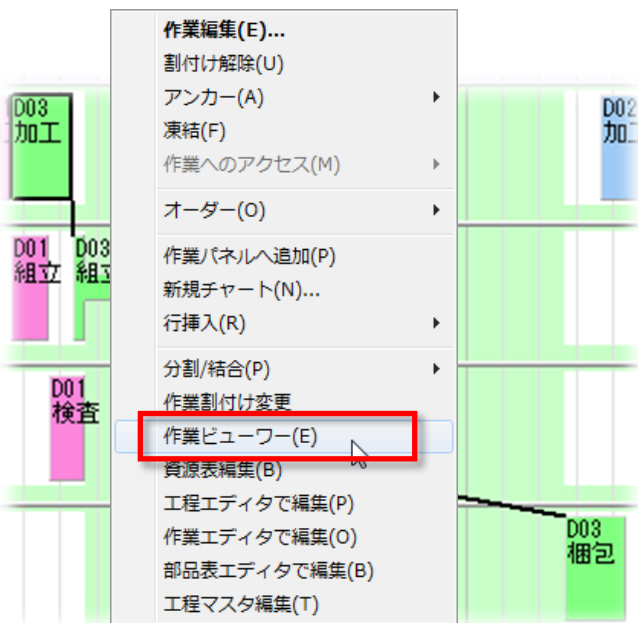 作業編集(E)...
割付け解除(U)
アンカー(A)
凍結(F)
作業へのアクセス(M)
オーダー(O)
作業パネルへ追加(P)
新規チャート(N)...
行挿入(R)
分割/結合(P)
作業割付け変更
作業ビューワー(E)
資源表編集(B)
工程エディタで編集(P)
作業エディタで編集(O)
部品表エディタで編集(B)
工程マスタ編集(T)
D03
加工
D02
加工
D01
組立
D03
組立
D01
検査
D03
梱包